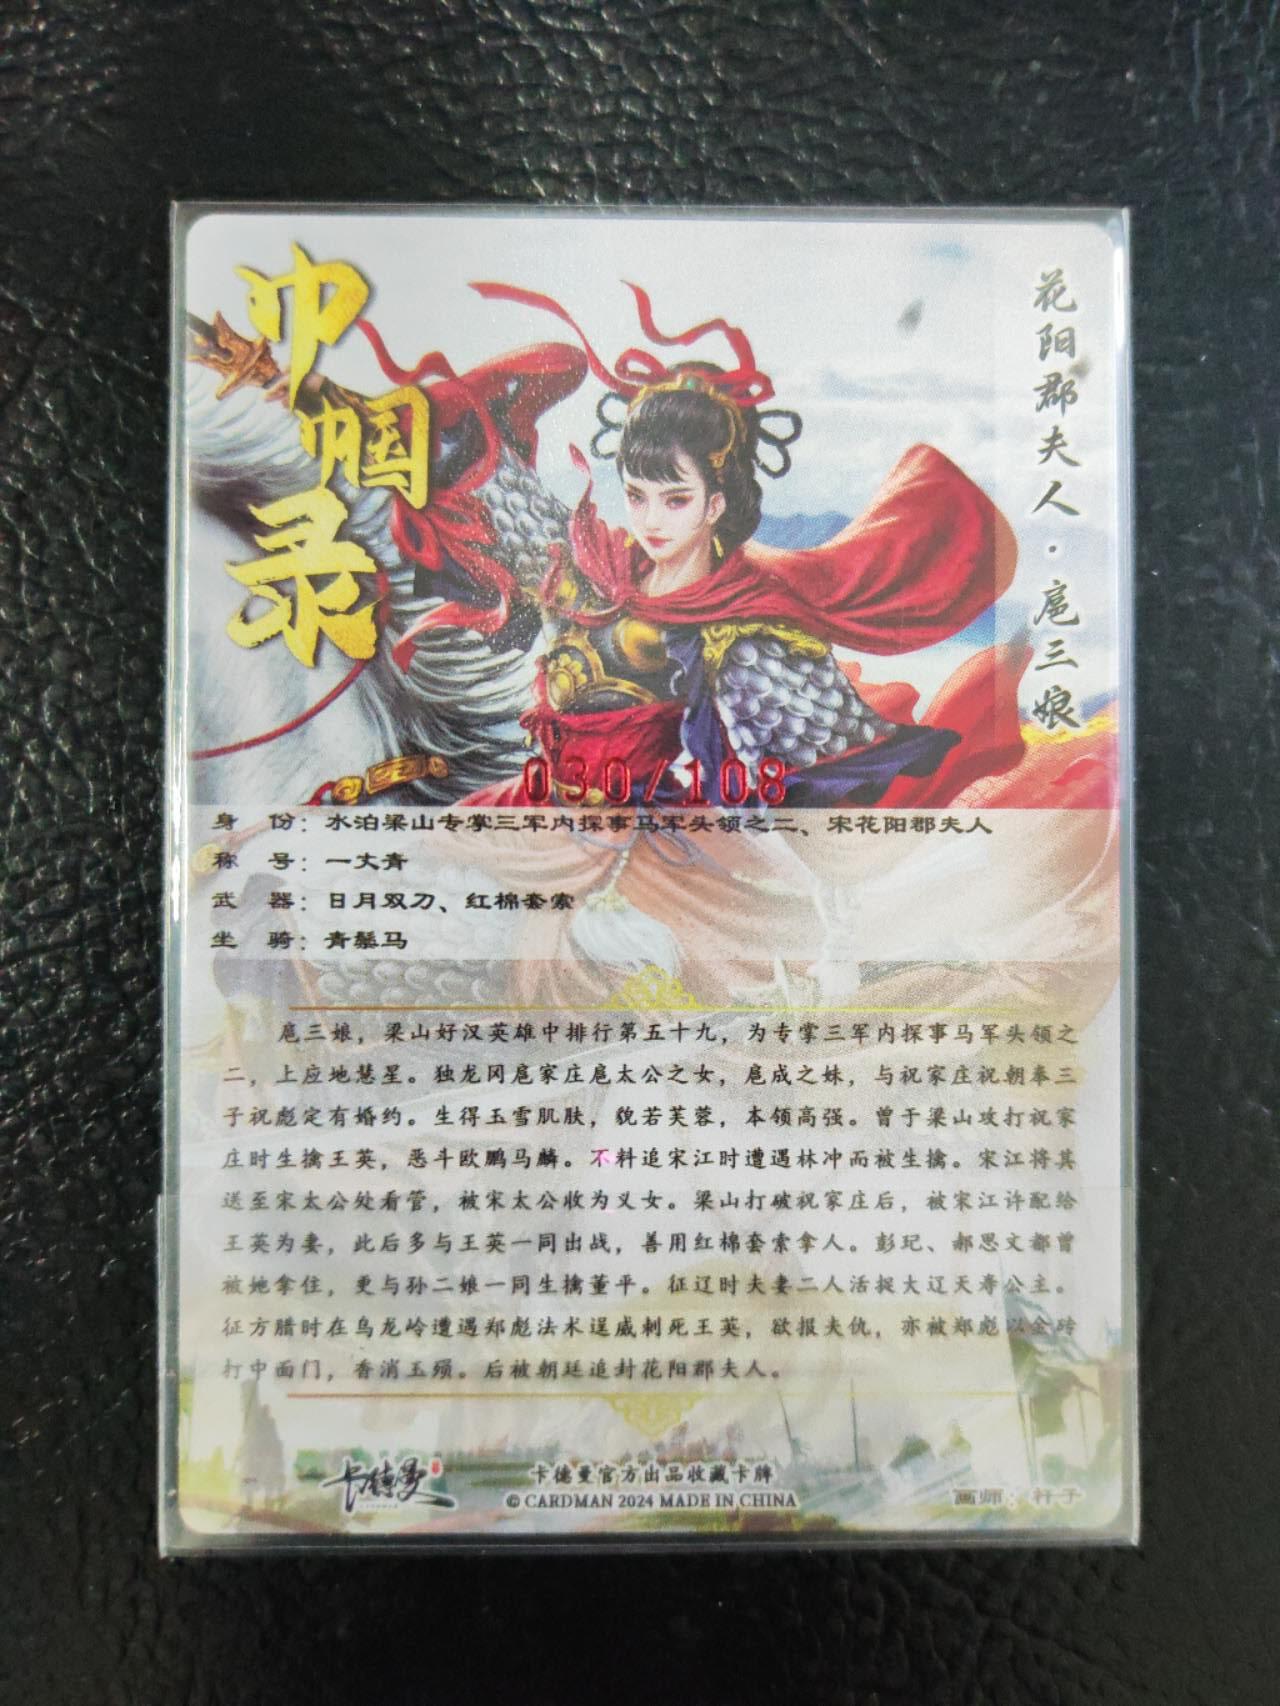 巾帼录
花阳郡夫人·扈三娘
030/108
身 份：水泊梁山专掌三军内探事马军头领之二、宋花阳郡夫人
称 号：一丈青
武 器：日月双刀、红棉套索
坐 骑：青鬃马
扈三娘，梁山好汉英雄中排行第五十九，为专掌三军内探事马军头领之
二，上应地慧星。独龙冈扈家庄扈太公之女，扈成之妹，与祝家庄祝朝奉三
子祝彪定有婚约。生得玉雪肌肤，貌若芙蓉，本领高强。曾于梁山攻打祝家
庄时生擒王英，恶斗欧鹏马麟。不料追宋江时遭遇林冲而被生擒。宋江将其
送至宋太公处看管，被宋太公收为义女。梁山打破祝家庄后，被宋江许配给
王英为妻，此后多与王英一同出战，善用红棉套索拿人。彭玘、郝思文都曾
被她拿住，更与孙二娘一同生擒董平。征辽时夫妻二人活捉大辽天寿公主。
征方腊时在乌龙岭遭遇郑彪法术逞威刺死王英，欲报夫仇，亦被郑彪以金砖
打中面门，香消玉殒。后被朝廷追封花阳郡夫人。
卡德曼
卡德曼官方出品收藏卡牌
© CARDMAN 2024 MADE IN CHINA
画师：轩子